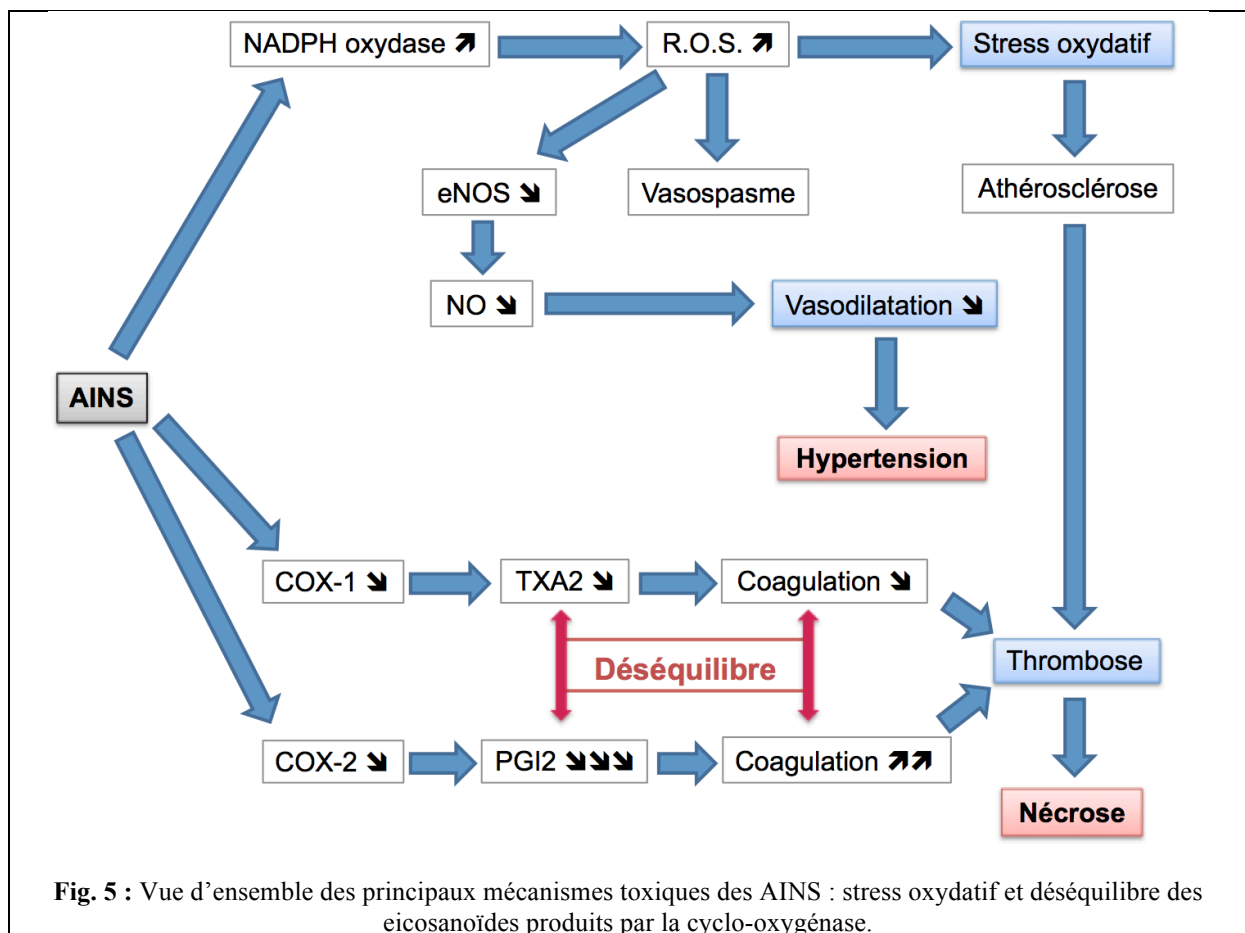 NADPH oxydase ↗
R.O.S. ↗
Stress oxydatif
eNOS ↘
Vasospasme
Athérosclérose
NO ↘
Vasodilatation ↘
AINS
Hypertension
COX-1 ↘
TXA2 ↘
Coagulation ↘
Déséquilibre
Thrombose
COX-2 ↘
PGI2 ↘↘↘
Coagulation ↗↗
Nécrose
Fig. 5 : Vue d’ensemble des principaux mécanismes toxiques des AINS : stress oxydatif et déséquilibre des
eicosanoïdes produits par la cyclo-oxygénase.